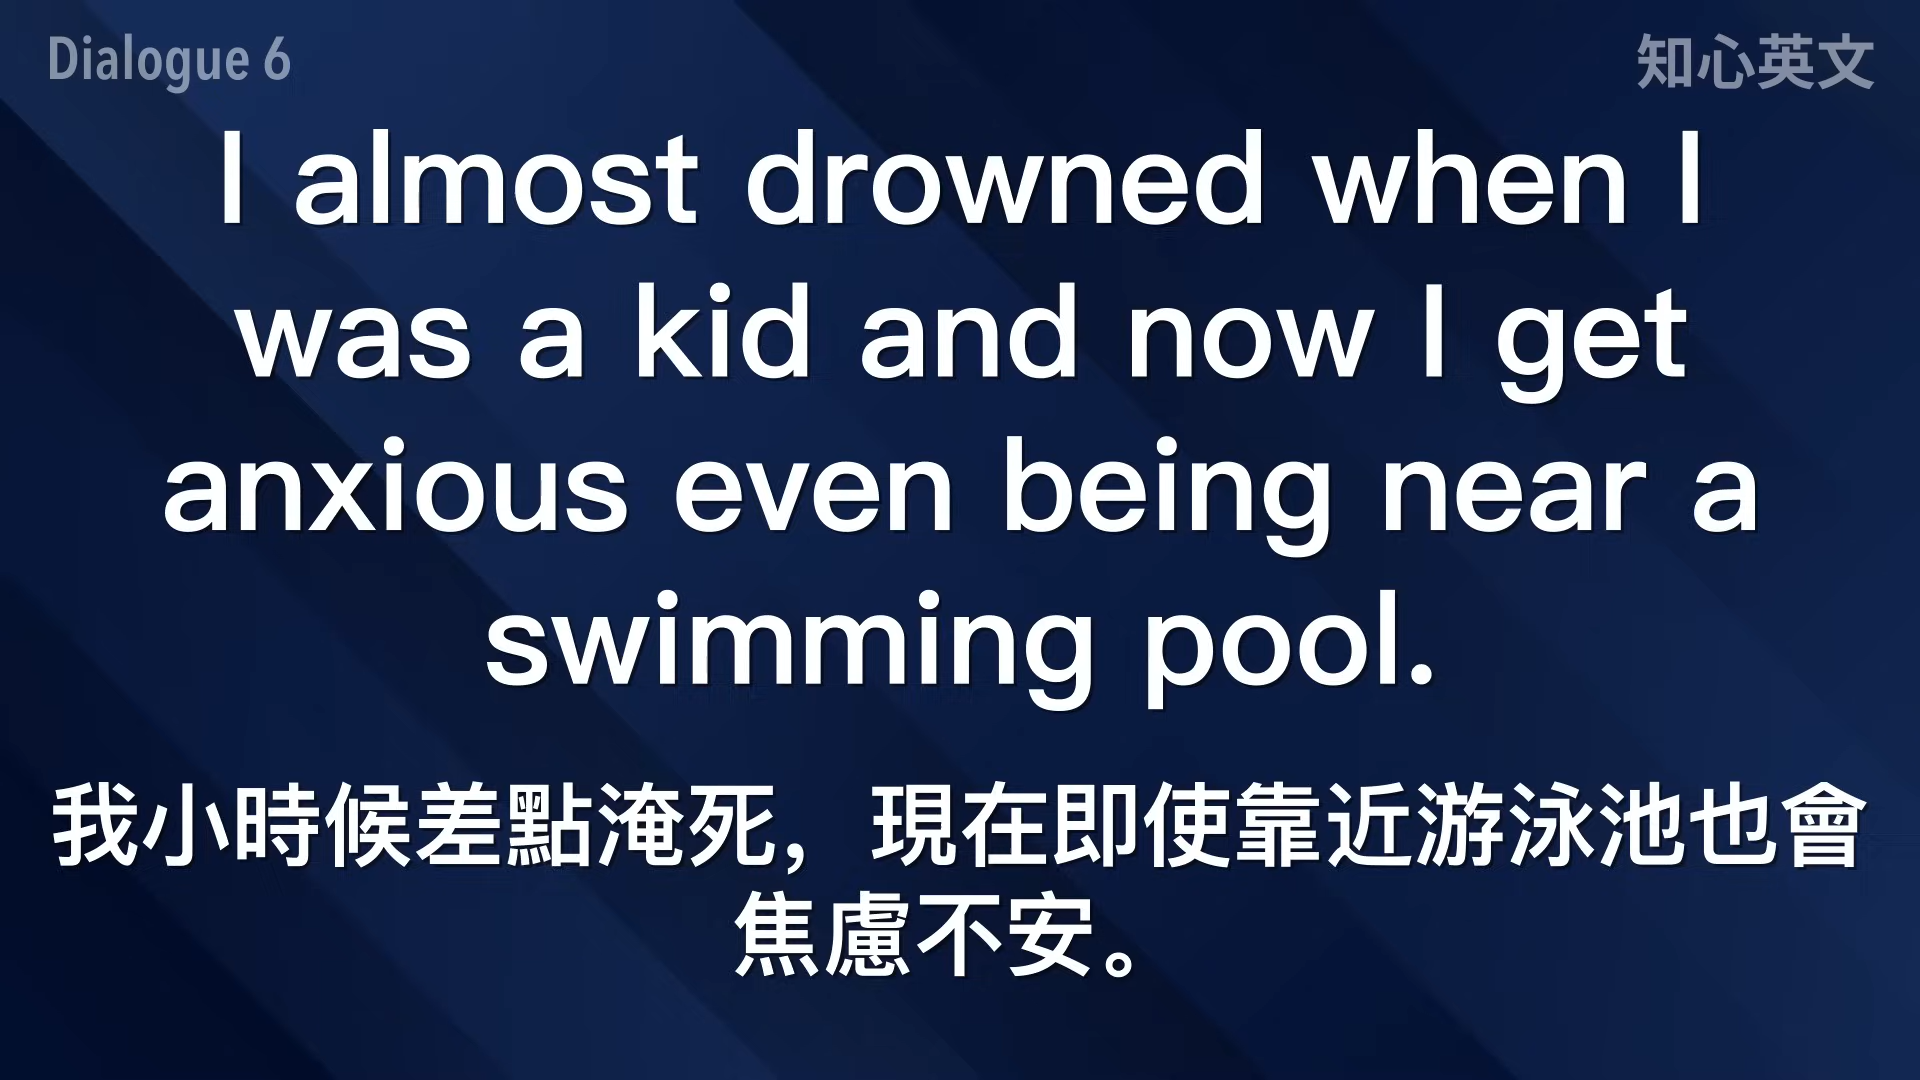 Dialogue 6
知心英文
I almost drowned when I
was a kid and now I get
anxious even being near a
swimming pool.
我小時候差點淹死，現在即使靠近游泳池也會
焦慮不安。